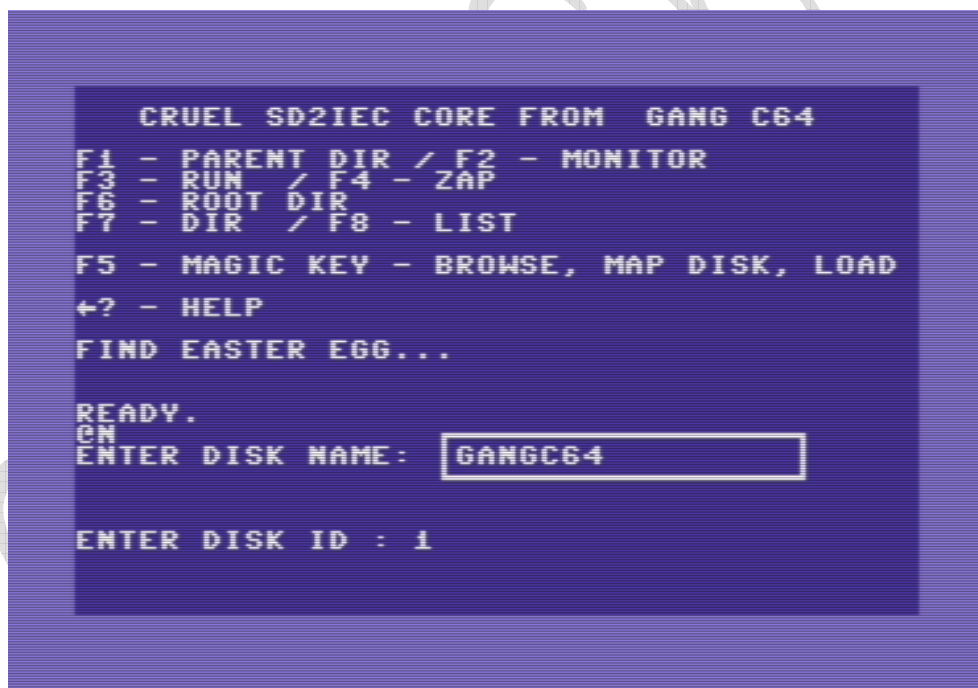 CRUEL SD2IEC CORE FROM  GANG C64
F1 - PARENT DIR / F2 - MONITOR
F3 - RUN  / F4 - ZAP
F6 - ROOT DIR
F7 - DIR  / F8 - LIST
F5 - MAGIC KEY - BROWSE, MAP DISK, LOAD
←? - HELP
FIND EASTER EGG...
READY.
@N
ENTER DISK NAME: GANGC64
ENTER DISK ID : 1